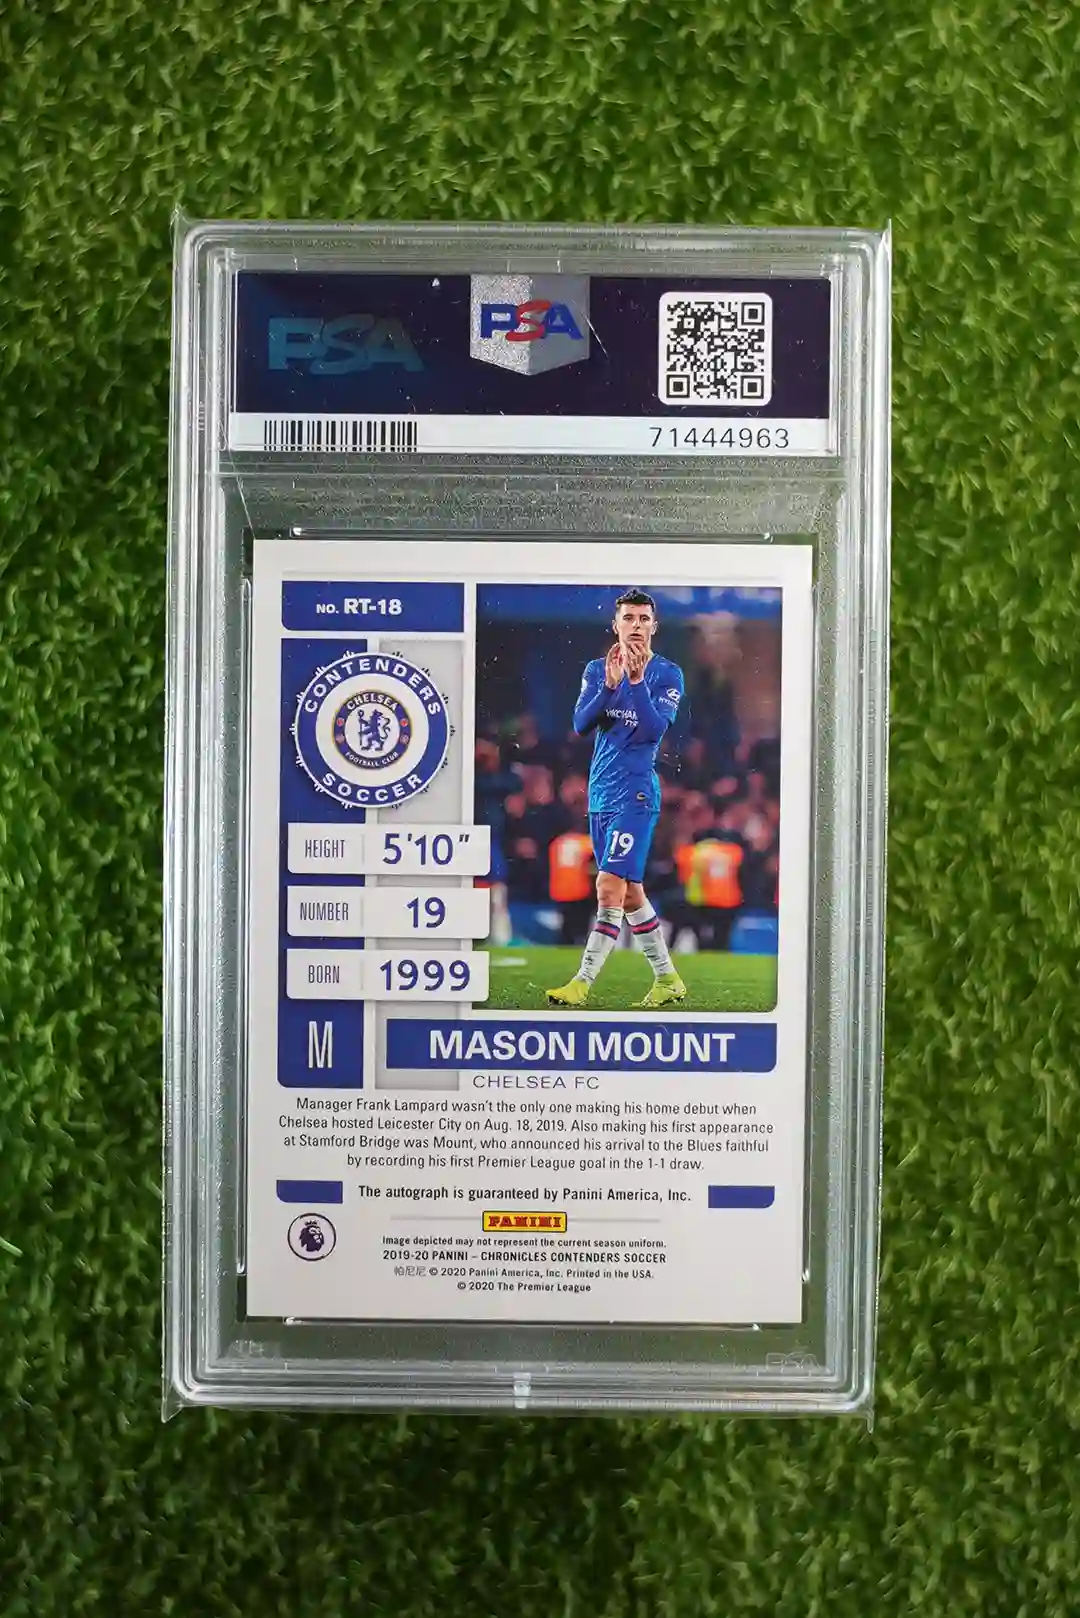 PSA
PSA
71444963
NO. RT-18
CONTENDERS
CHELSEA
FOOTBALL CLUB
SOCCER
HYUNDAI
YOKOHAMA
TYRES
19
HEIGHT 5'10"
NUMBER 19
BORN 1999
M
MASON MOUNT
CHELSEA FC
Manager Frank Lampard wasn't the only one making his home debut when
Chelsea hosted Leicester City on Aug. 18, 2019. Also making his first appearance
at Stamford Bridge was Mount, who announced his arrival to the Blues faithful
by recording his first Premier League goal in the 1-1 draw.
The autograph is guaranteed by Panini America, Inc.
PANINI
Image depicted may not represent the current season uniform.
2019-20 PANINI – CHRONICLES CONTENDERS SOCCER
帕尼尼 © 2020 Panini America, Inc. Printed in the USA.
© 2020 The Premier League
PSA